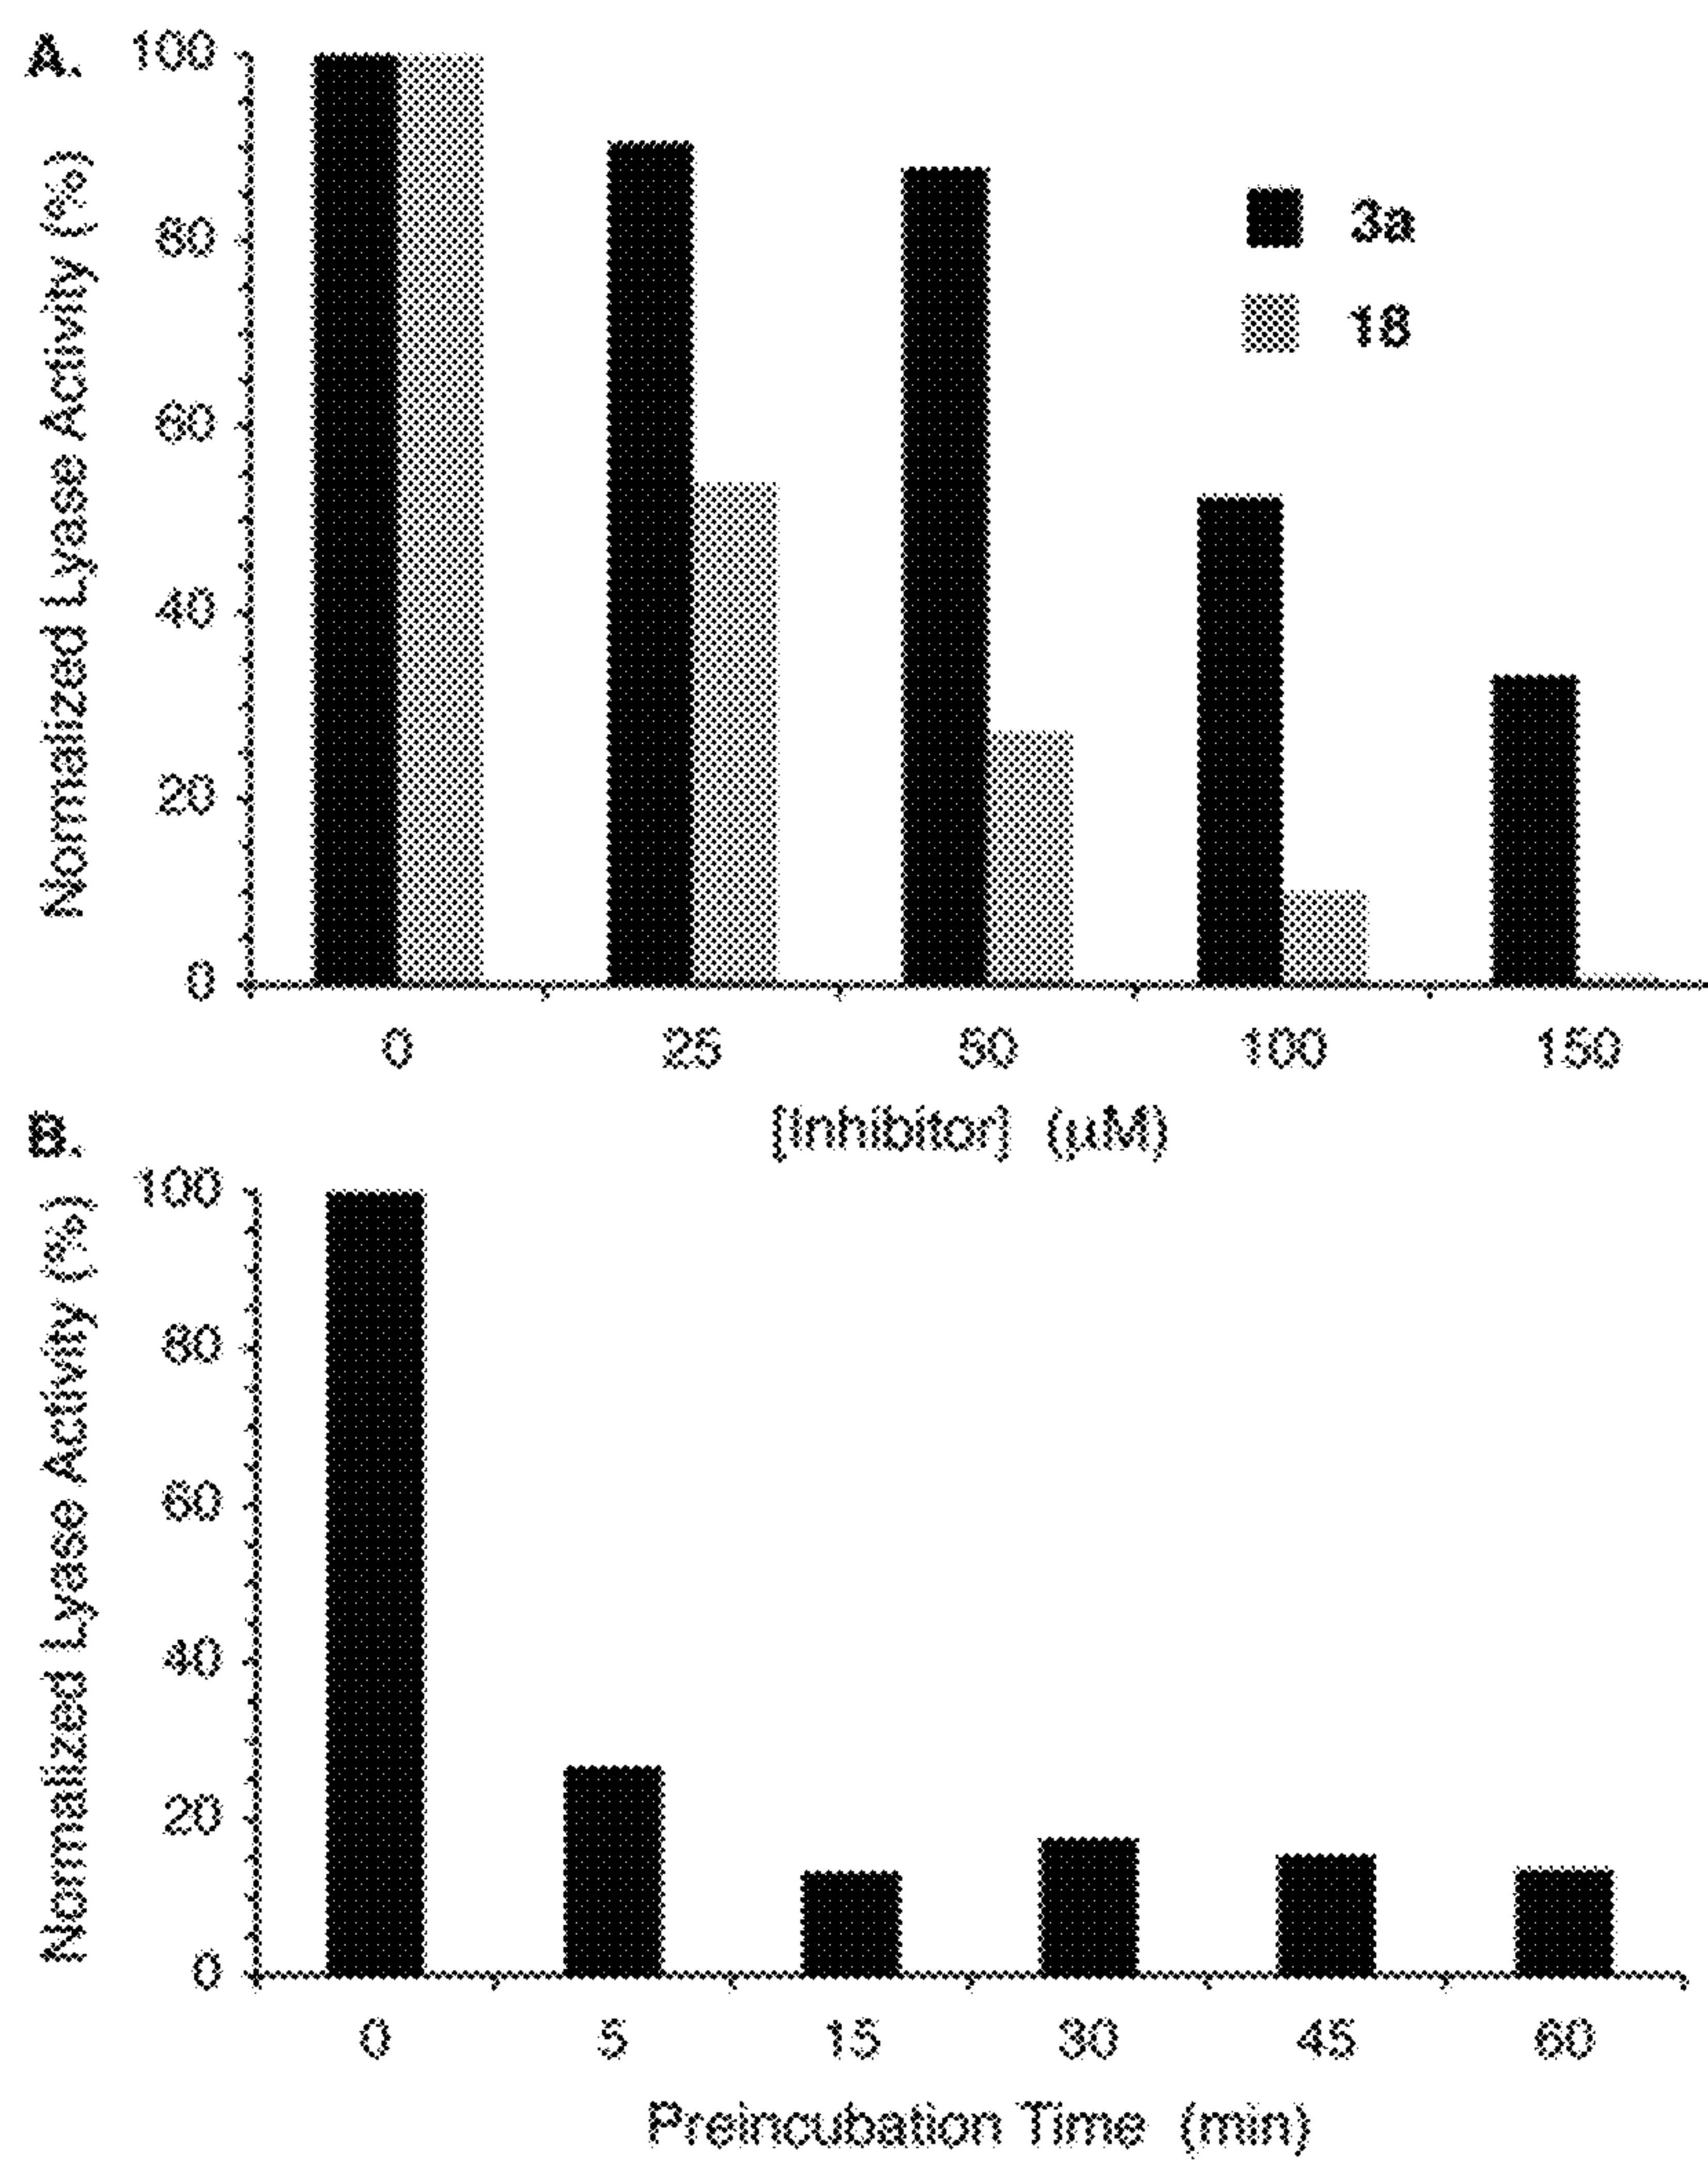 A.
Normalized Lyase Activity (%)
100
80
60
40
20
0
3a
18
0 25 50 100 150
[Inhibitor] (µM)
B.
Normalized Lyase Activity (%)
100
80
60
40
20
0
0 5 15 30 45 60
Preincubation Time (min)